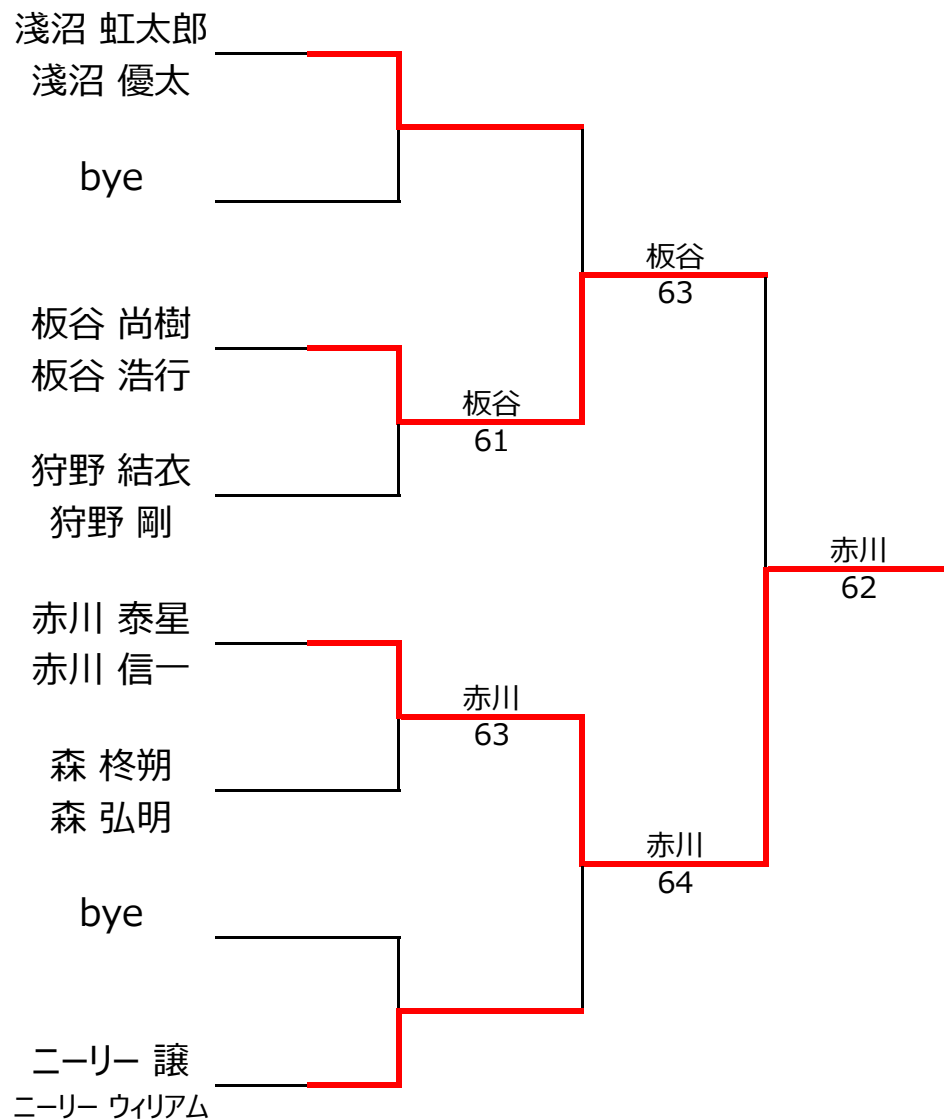 淺沼 虹太郎
淺沼 優太
bye
板谷 尚樹
板谷 浩行
狩野 結衣
狩野 剛
赤川 泰星
赤川 信一
森 柊朔
森 弘明
bye
ニーリー 譲
ニーリー ウィリアム
板谷
61
赤川
63
板谷
63
赤川
64
赤川
62